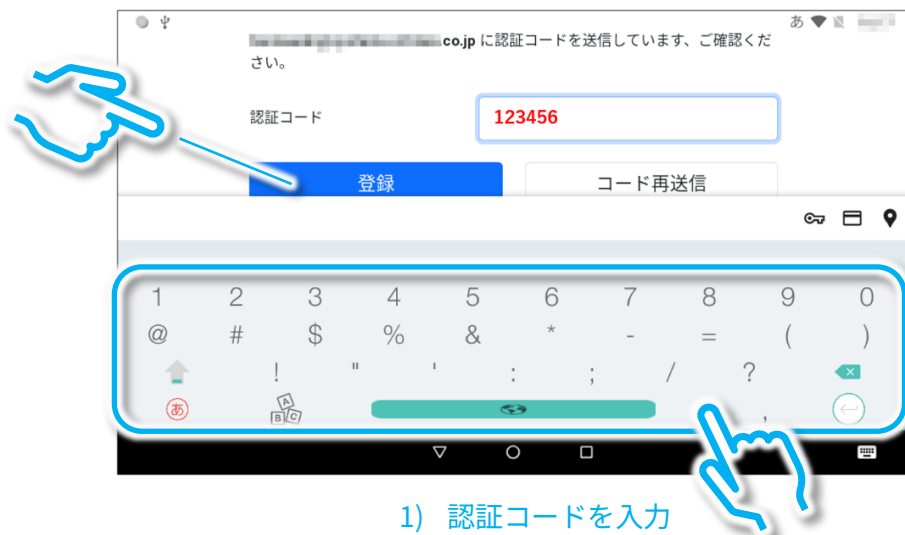 あ
co.jp に認証コードを送信しています、ご確認くだ
さい。
認証コード 123456
登録 コード再送信
1 2 3 4 5 6 7 8 9 0
@ # $ % & * - = ( )
! " ' : ; / ?
あ A B C ,
1) 認証コードを入力